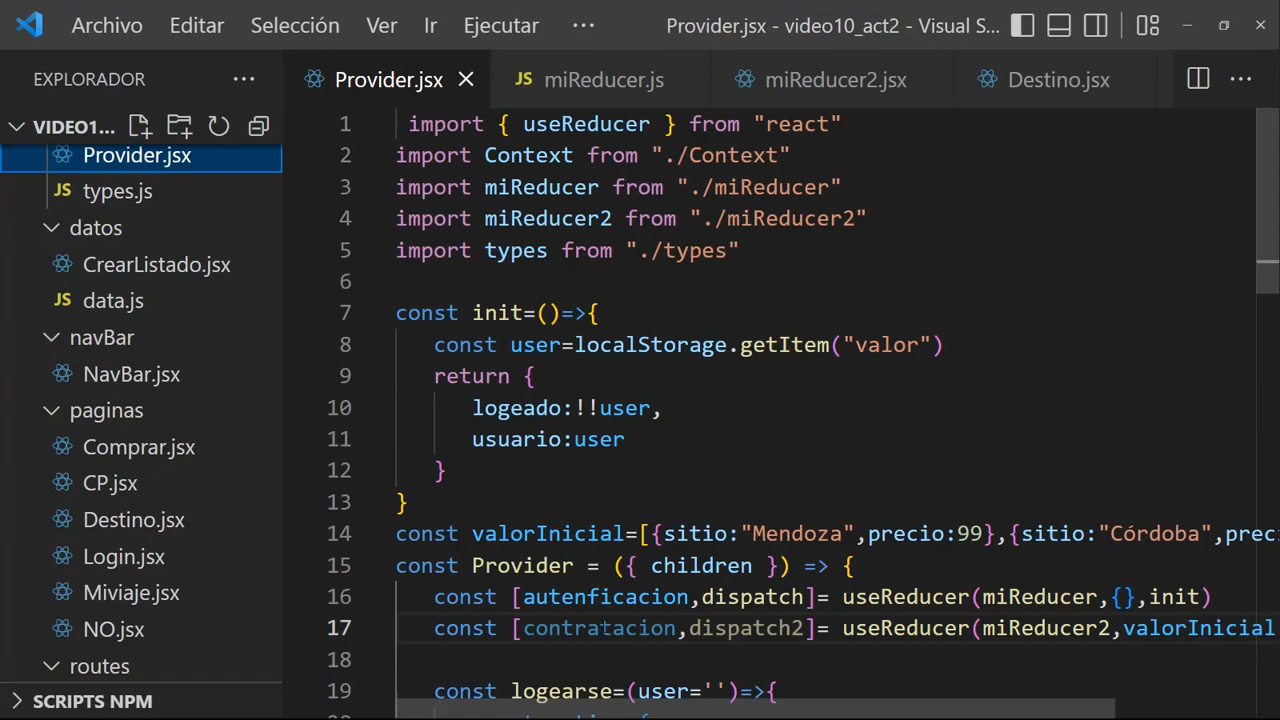 Archivo Editar Selección Ver Ir Ejecutar ··· Provider.jsx - video10_act2 - Visual S...
EXPLORADOR ···
Provider.jsx miReducer.js miReducer2.jsx Destino.jsx ···
VIDEO1...
Provider.jsx
JS types.js
datos
CrearListado.jsx
JS data.js
navBar
NavBar.jsx
paginas
Comprar.jsx
CP.jsx
Destino.jsx
Login.jsx
Miviaje.jsx
NO.jsx
routes
SCRIPTS NPM
1 import { useReducer } from "react"
2 import Context from "./Context"
3 import miReducer from "./miReducer"
4 import miReducer2 from "./miReducer2"
5 import types from "./types"
6
7 const init=()=>{
8 const user=localStorage.getItem("valor")
9 return {
10 logeado:!!user,
11 usuario:user
12 }
13 }
14 const valorInicial=[{sitio:"Mendoza",precio:99},{sitio:"Córdoba",prec
15 const Provider = ({ children }) => {
16 const [autenficacion,dispatch]= useReducer(miReducer,{},init)
17 const [contratacion,dispatch2]= useReducer(miReducer2,valorInicial
18
19 const logearse=(user='')=>{